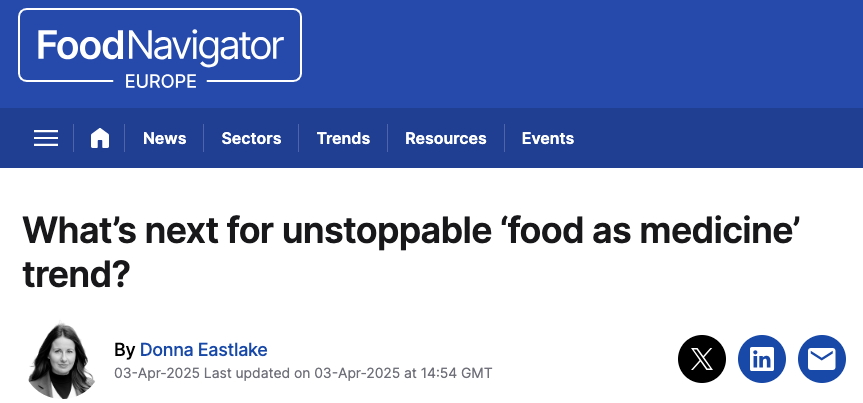 FoodNavigator
EUROPE
News Sectors Trends Resources Events
What’s next for unstoppable ‘food as medicine’
trend?
By Donna Eastlake
03-Apr-2025 Last updated on 03-Apr-2025 at 14:54 GMT
X
in